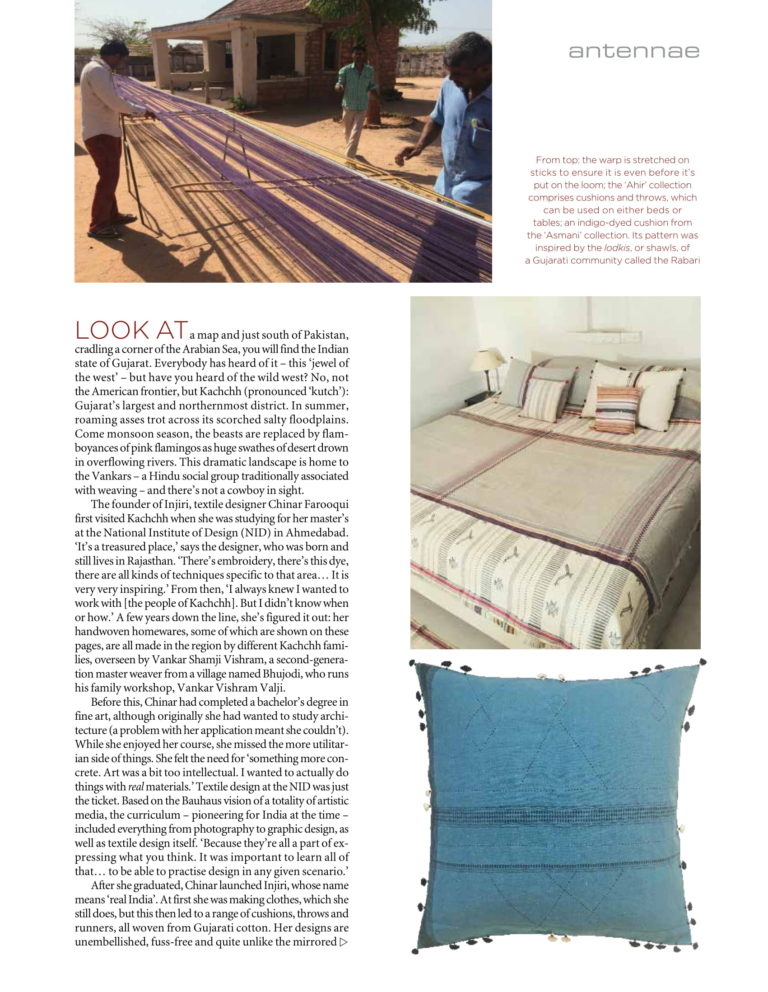 antennae
From top: the warp is stretched on
sticks to ensure it is even before it's
put on the loom; the 'Ahir' collection
comprises cushions and throws, which
can be used on either beds or
tables; an indigo-dyed cushion from
the 'Asmani' collection. Its pattern was
inspired by the lodkis, or shawls, of
a Gujarati community called the Rabari
LOOK AT a map and just south of Pakistan,
cradling a corner of the Arabian Sea, you will find the Indian
state of Gujarat. Everybody has heard of it – this 'jewel of
the west' – but have you heard of the wild west? No, not
the American frontier, but Kachchh (pronounced 'kutch'):
Gujarat's largest and northernmost district. In summer,
roaming asses trot across its scorched salty floodplains.
Come monsoon season, the beasts are replaced by flam-
boyances of pink flamingos as huge swathes of desert drown
in overflowing rivers. This dramatic landscape is home to
the Vankars – a Hindu social group traditionally associated
with weaving – and there's not a cowboy in sight.
The founder of Injiri, textile designer Chinar Farooqui
first visited Kachchh when she was studying for her master's
at the National Institute of Design (NID) in Ahmedabad.
'It's a treasured place,' says the designer, who was born and
still lives in Rajasthan. 'There's embroidery, there's this dye,
there are all kinds of techniques specific to that area… It is
very very inspiring.' From then, 'I always knew I wanted to
work with [the people of Kachchh]. But I didn't know when
or how.' A few years down the line, she's figured it out: her
handwoven homewares, some of which are shown on these
pages, are all made in the region by different Kachchh fami-
lies, overseen by Vankar Shamji Vishram, a second-genera-
tion master weaver from a village named Bhujodi, who runs
his family workshop, Vankar Vishram Valji.
Before this, Chinar had completed a bachelor's degree in
fine art, although originally she had wanted to study archi-
tecture (a problem with her application meant she couldn't).
While she enjoyed her course, she missed the more utilitar-
ian side of things. She felt the need for 'something more con-
crete. Art was a bit too intellectual. I wanted to actually do
things with real materials.' Textile design at the NID was just
the ticket. Based on the Bauhaus vision of a totality of artistic
media, the curriculum – pioneering for India at the time –
included everything from photography to graphic design, as
well as textile design itself. 'Because they're all a part of ex-
pressing what you think. It was important to learn all of
that… to be able to practise design in any given scenario.'
After she graduated, Chinar launched Injiri, whose name
means 'real India'. At first she was making clothes, which she
still does, but this then led to a range of cushions, throws and
runners, all woven from Gujarati cotton. Her designs are
unembellished, fuss-free and quite unlike the mirrored ▷